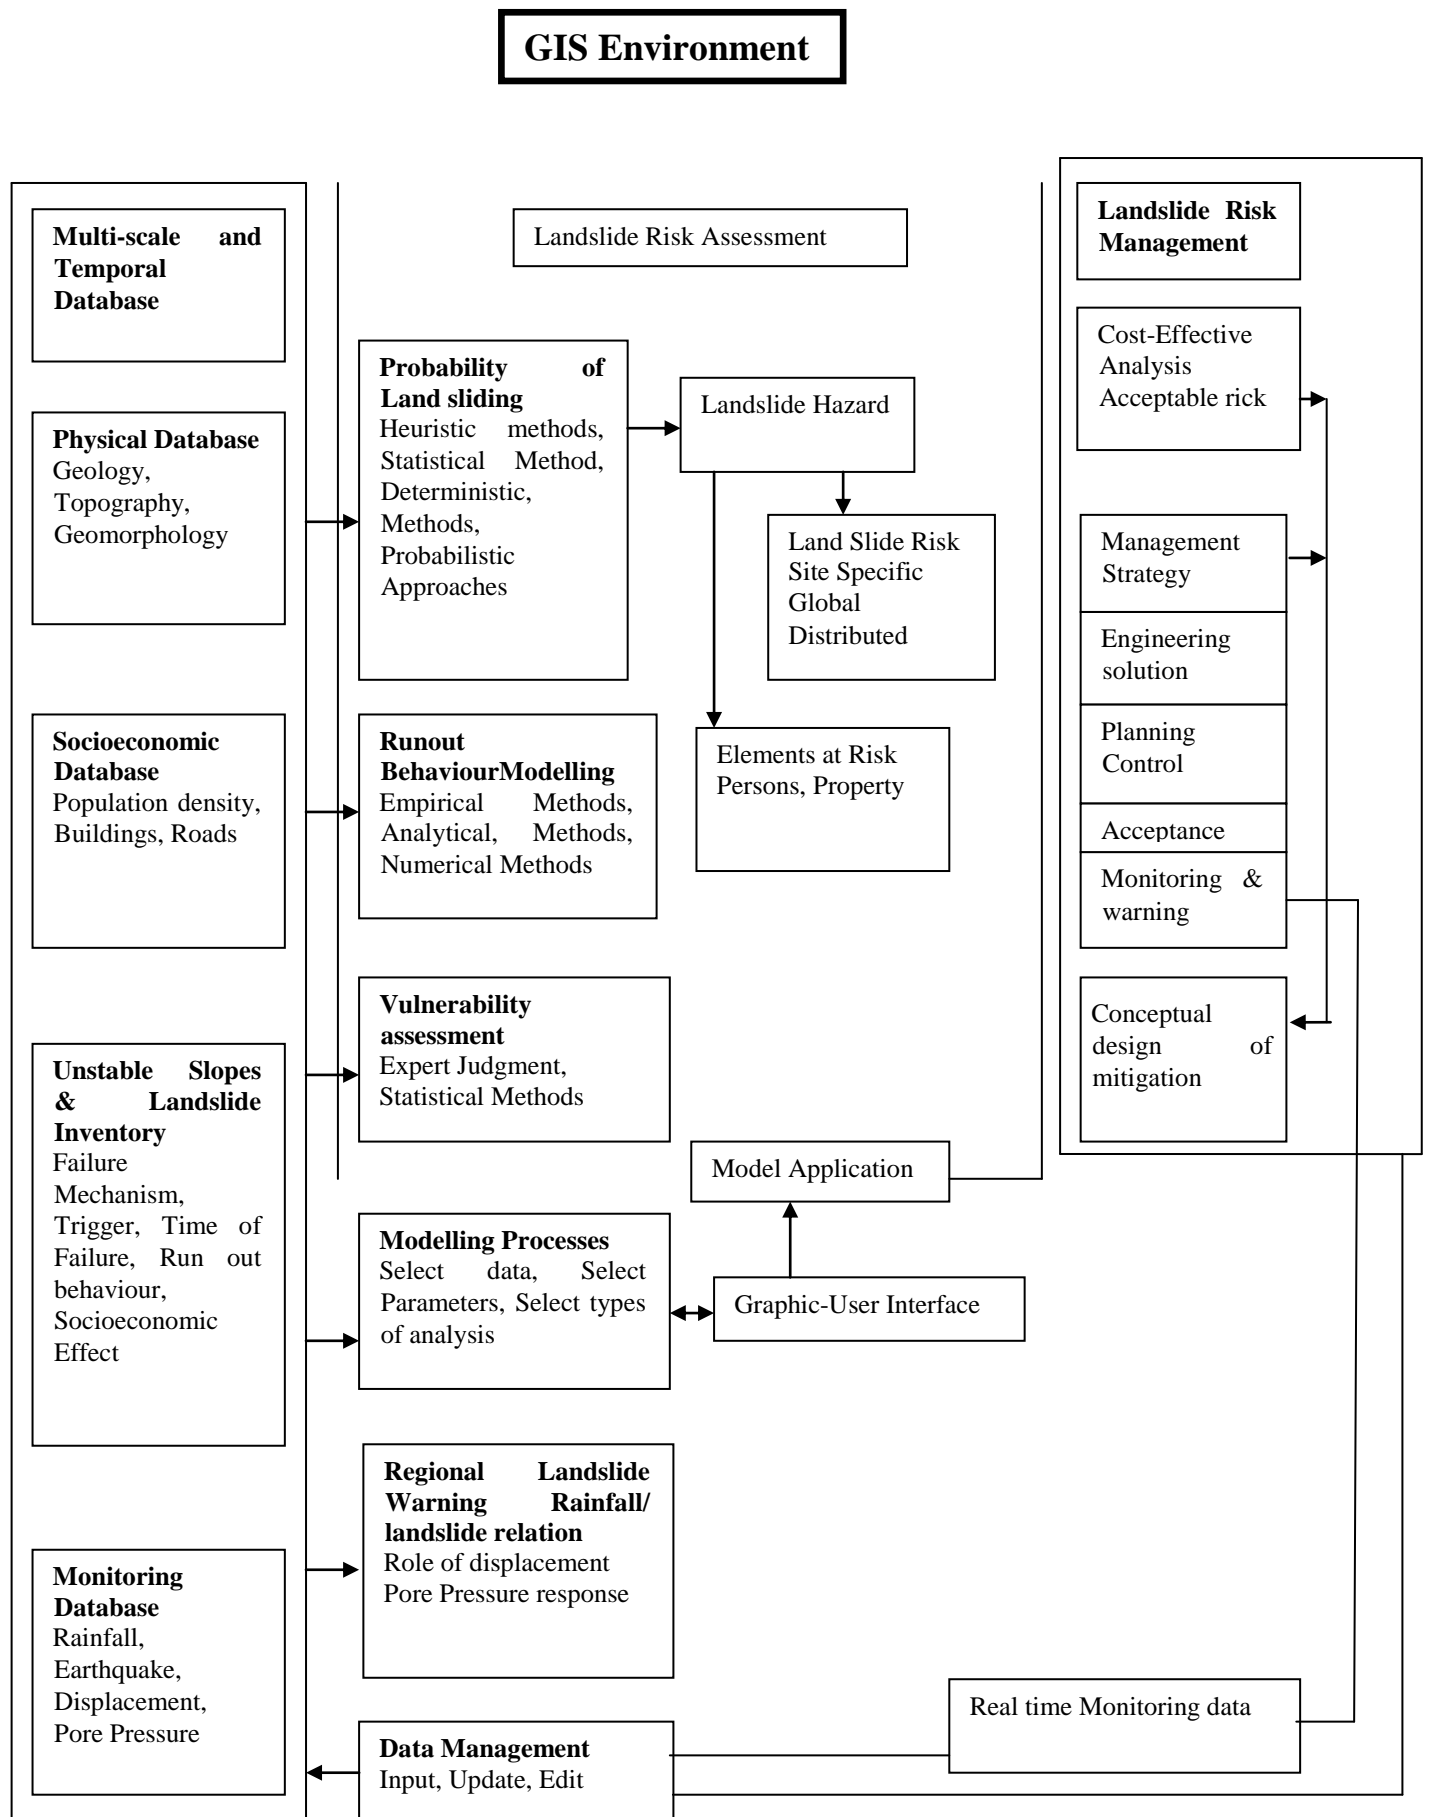 GIS Environment
Multi-scale and
Temporal
Database
Physical Database
Geology,
Topography,
Geomorphology
Socioeconomic
Database
Population density,
Buildings, Roads
Unstable Slopes
& Landslide
Inventory
Failure
Mechanism,
Trigger, Time of
Failure, Run out
behaviour,
Socioeconomic
Effect
Monitoring
Database
Rainfall,
Earthquake,
Displacement,
Pore Pressure
Landslide Risk Assessment
Probability of
Land sliding
Heuristic methods,
Statistical Method,
Deterministic,
Methods,
Probabilistic
Approaches
Landslide Hazard
Land Slide Risk
Site Specific
Global
Distributed
Runout
BehaviourModelling
Empirical Methods,
Analytical, Methods,
Numerical Methods
Elements at Risk
Persons, Property
Vulnerability
assessment
Expert Judgment,
Statistical Methods
Model Application
Modelling Processes
Select data, Select
Parameters, Select types
of analysis
Graphic-User Interface
Regional Landslide
Warning Rainfall/
landslide relation
Role of displacement
Pore Pressure response
Data Management
Input, Update, Edit
Real time Monitoring data
Landslide Risk
Management
Cost-Effective
Analysis
Acceptable rick
Management
Strategy
Engineering
solution
Planning
Control
Acceptance
Monitoring &
warning
Conceptual
design of
mitigation